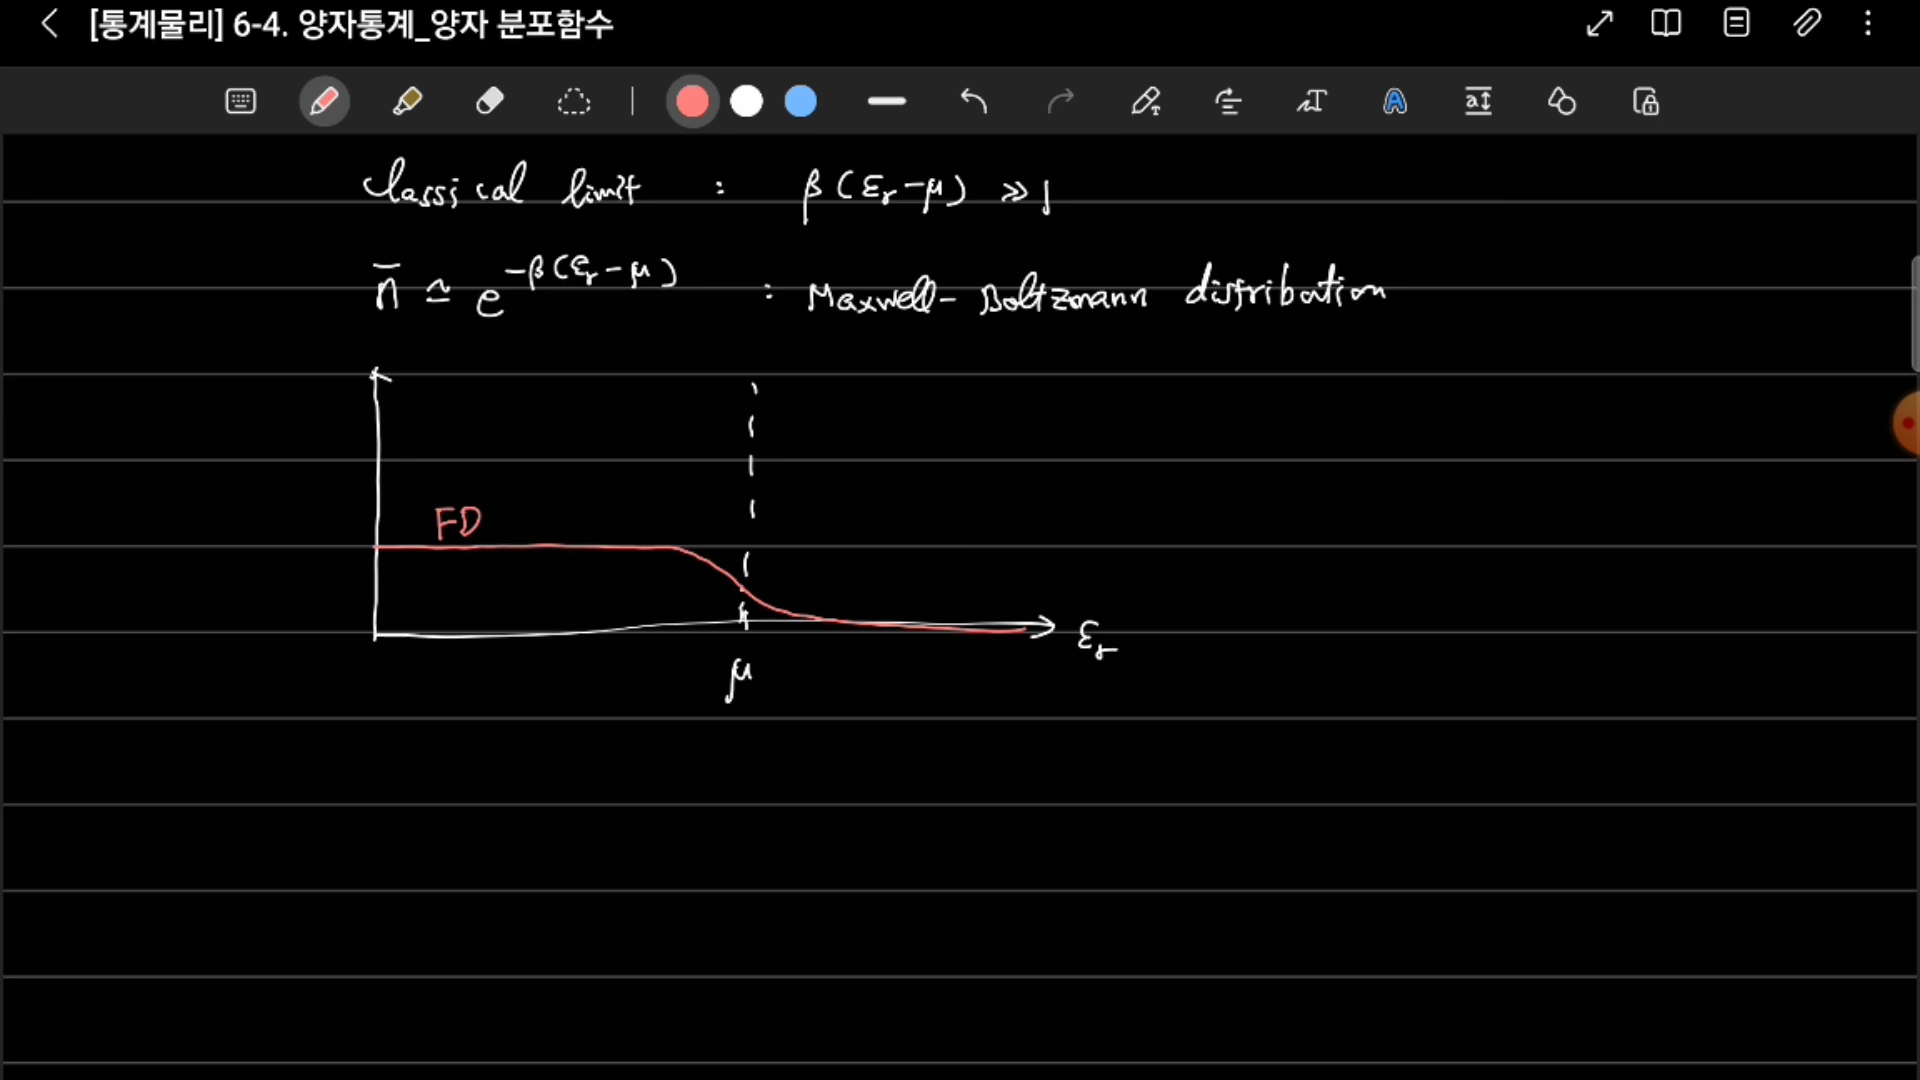 [통계물리] 6-4. 양자통계_양자 분포함수
classical limit : β(εᵣ-μ) ≫ 1
n̄ ≃ e^{-β(εᵣ-μ)} : Maxwell-Boltzmann distribution
FD
εᵣ
μ